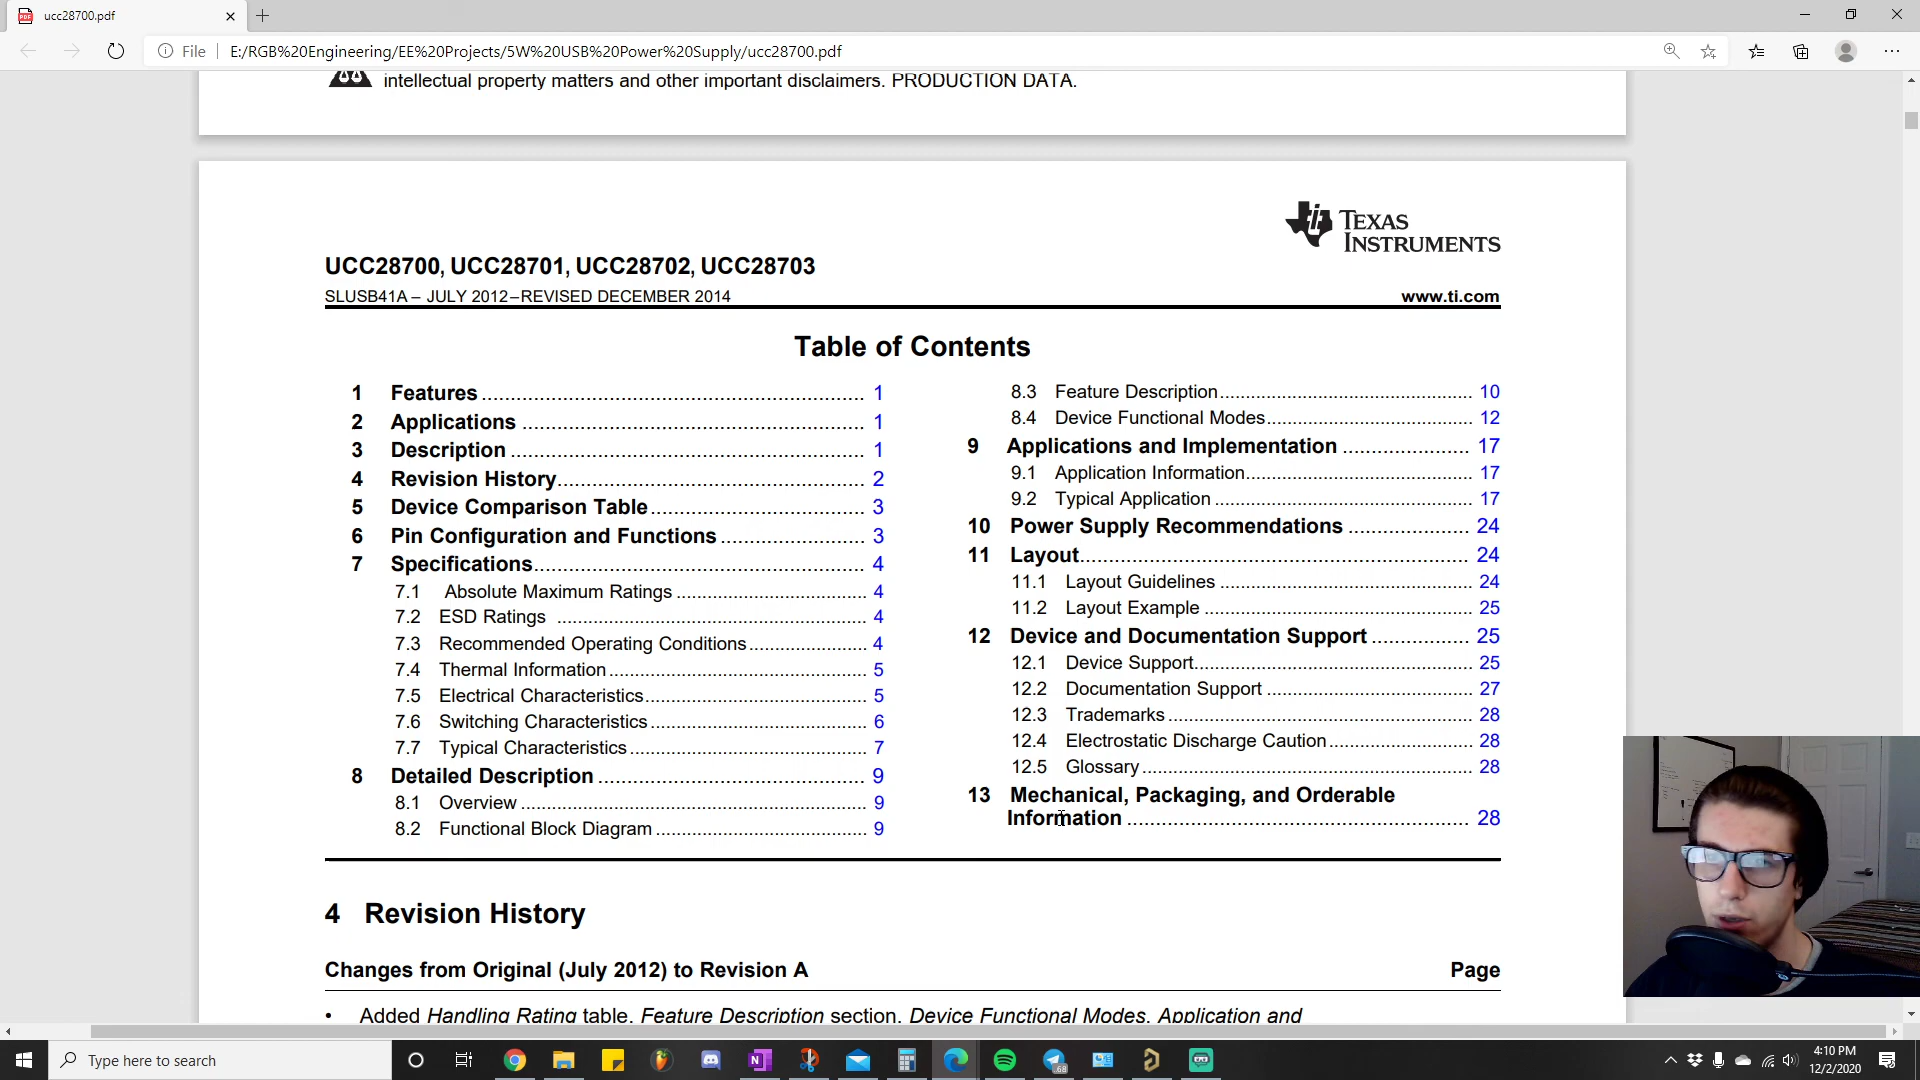 ucc28700.pdf
File
E:/RGB%20Engineering/EE%20Projects/5W%20USB%20Power%20Supply/ucc28700.pdf
intellectual property matters and other important disclaimers. PRODUCTION DATA.
TEXAS
INSTRUMENTS
UCC28700, UCC28701, UCC28702, UCC28703
SLUSB41A – JULY 2012–REVISED DECEMBER 2014
www.ti.com
Table of Contents
1 Features 1
2 Applications 1
3 Description 1
4 Revision History 2
5 Device Comparison Table 3
6 Pin Configuration and Functions 3
7 Specifications 4
7.1 Absolute Maximum Ratings 4
7.2 ESD Ratings 4
7.3 Recommended Operating Conditions 4
7.4 Thermal Information 5
7.5 Electrical Characteristics 5
7.6 Switching Characteristics 6
7.7 Typical Characteristics 7
8 Detailed Description 9
8.1 Overview 9
8.2 Functional Block Diagram 9
8.3 Feature Description 10
8.4 Device Functional Modes 12
9 Applications and Implementation 17
9.1 Application Information 17
9.2 Typical Application 17
10 Power Supply Recommendations 24
11 Layout 24
11.1 Layout Guidelines 24
11.2 Layout Example 25
12 Device and Documentation Support 25
12.1 Device Support 25
12.2 Documentation Support 27
12.3 Trademarks 28
12.4 Electrostatic Discharge Caution 28
12.5 Glossary 28
13 Mechanical, Packaging, and Orderable
Information 28
4 Revision History
Changes from Original (July 2012) to Revision A
Page
• Added Handling Rating table, Feature Description section, Device Functional Modes, Application and
Type here to search
.68
4:10 PM
12/2/2020